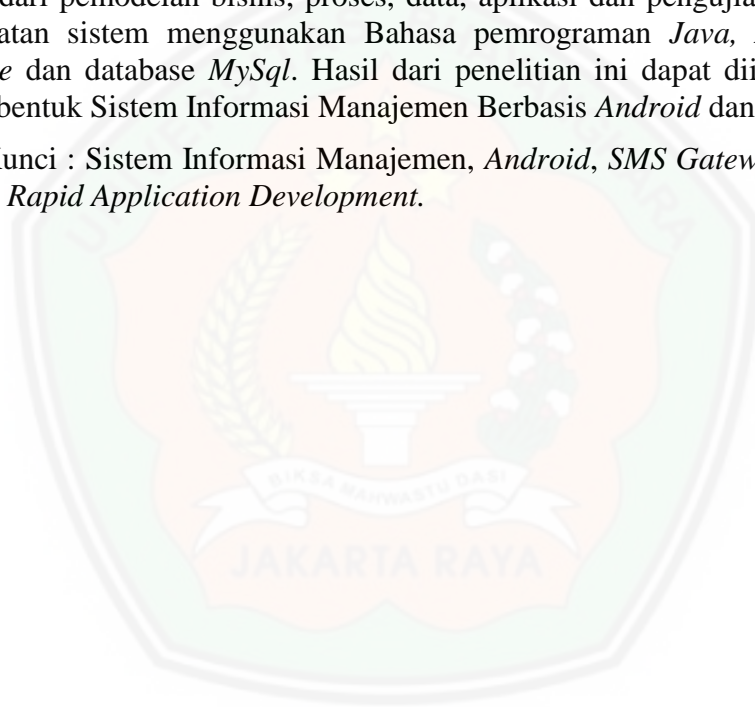 dari pemodelan bisnis, proses, data, aplikasi dan pengujia
atan sistem menggunakan Bahasa pemrograman Java,
e dan database MySql. Hasil dari penelitian ini dapat dii
bentuk Sistem Informasi Manajemen Berbasis Android dan
unci : Sistem Informasi Manajemen, Android, SMS Gatew
Rapid Application Development.
BIKSA MAHWASTU DASI
JAKARTA RAYA